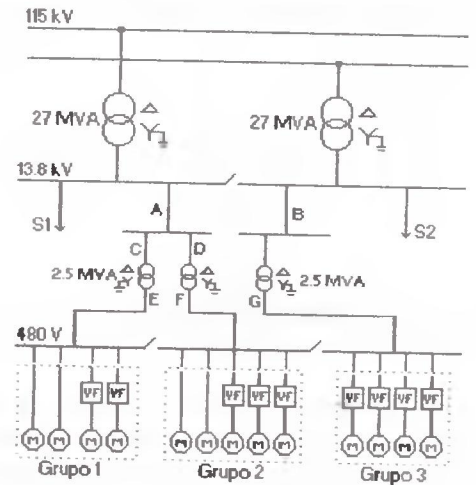 115 kV
27 MVA Δ Y
27 MVA Δ Y
13.8 kV
S1
A
B
S2
C
D
2.5 MVA Δ Y
Δ Y
Δ Y 2.5 MVA
E
F
G
480 V
VF VF
VF VF VF
VF VF VF VF
M M M M
M M M M M
M M M M
Grupo 1
Grupo 2
Grupo 3